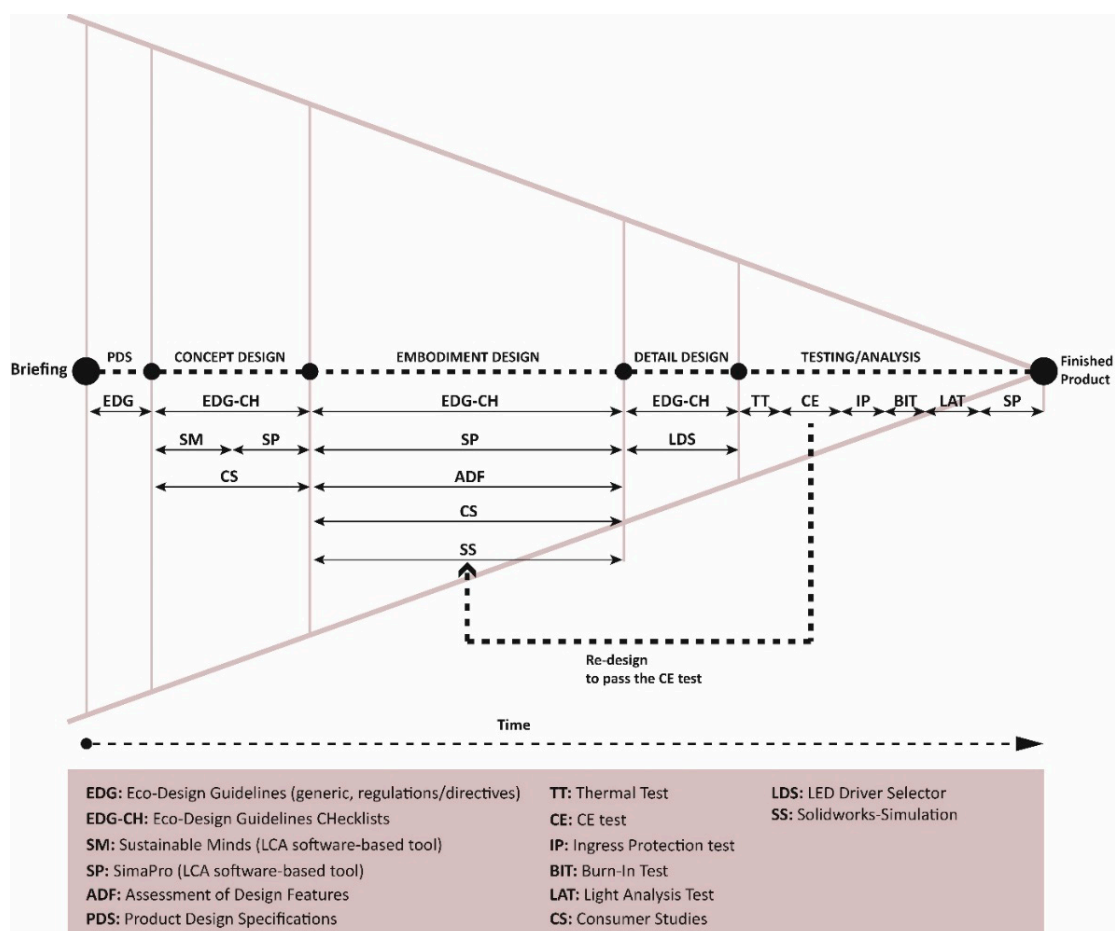 Briefing
PDS
CONCEPT DESIGN
EMBODIMENT DESIGN
DETAIL DESIGN
TESTING/ANALYSIS
Finished
Product
EDG
EDG-CH
EDG-CH
EDG-CH
TT
CE
IP
BIT
LAT
SP
SM
SP
SP
LDS
CS
ADF
CS
SS
Re-design
to pass the CE test
Time
EDG: Eco-Design Guidelines (generic, regulations/directives)
EDG-CH: Eco-Design Guidelines CHecklists
SM: Sustainable Minds (LCA software-based tool)
SP: SimaPro (LCA software-based tool)
ADF: Assessment of Design Features
PDS: Product Design Specifications
TT: Thermal Test
CE: CE test
IP: Ingress Protection test
BIT: Burn-In Test
LAT: Light Analysis Test
CS: Consumer Studies
LDS: LED Driver Selector
SS: Solidworks-Simulation